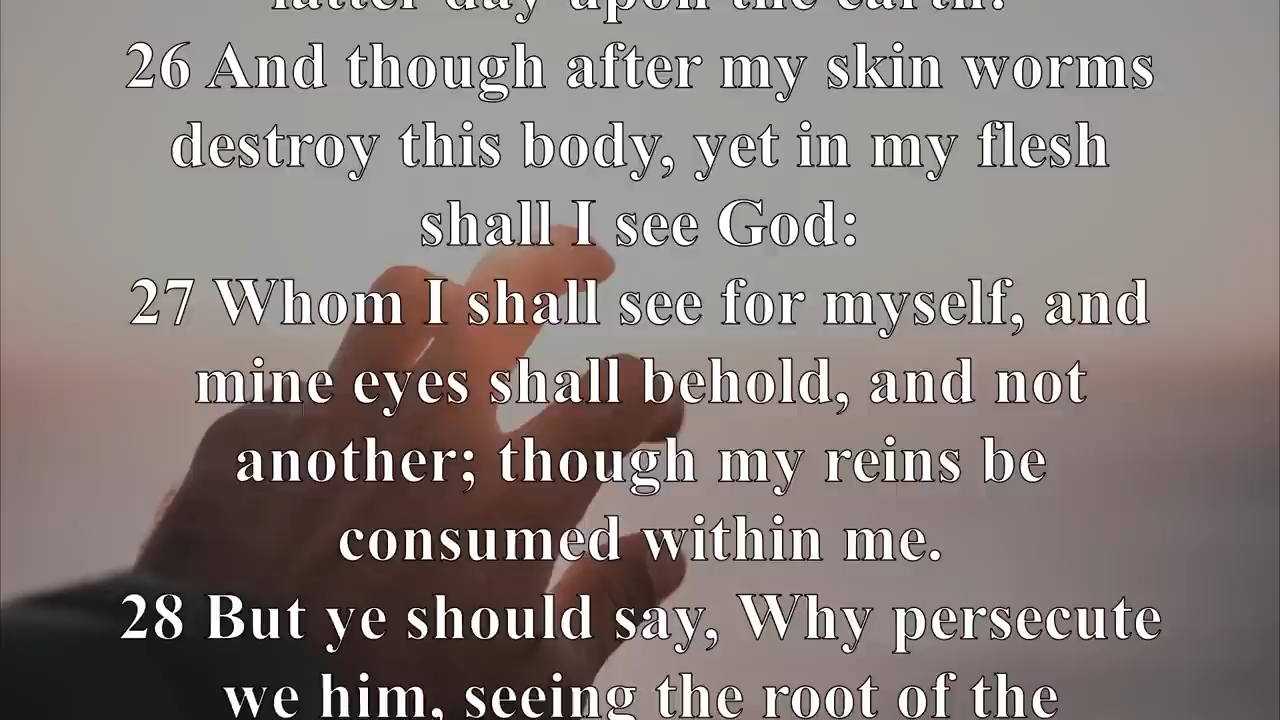 latter day upon the earth:
26 And though after my skin worms
destroy this body, yet in my flesh
shall I see God:
27 Whom I shall see for myself, and
mine eyes shall behold, and not
another; though my reins be
consumed within me.
28 But ye should say, Why persecute
we him, seeing the root of the